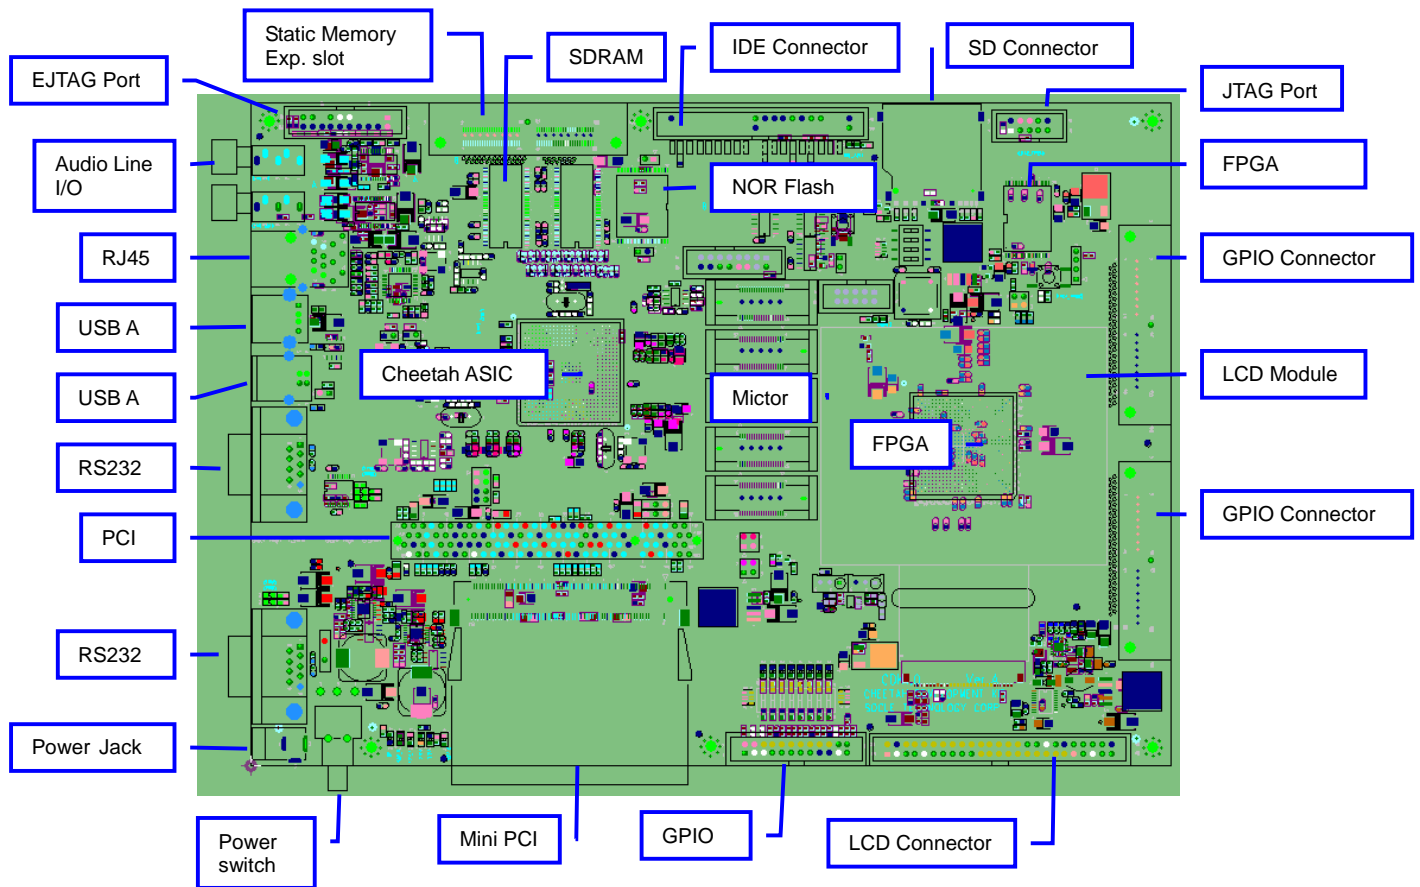 Static Memory
Exp. slot
SDRAM
IDE Connector
SD Connector
EJTAG Port
JTAG Port
Audio Line
I/O
NOR Flash
FPGA
RJ45
GPIO Connector
USB A
Cheetah ASIC
LCD Module
USB A
Mictor
FPGA
RS232
GPIO Connector
PCI
RS232
Power Jack
Power
switch
Mini PCI
GPIO
LCD Connector